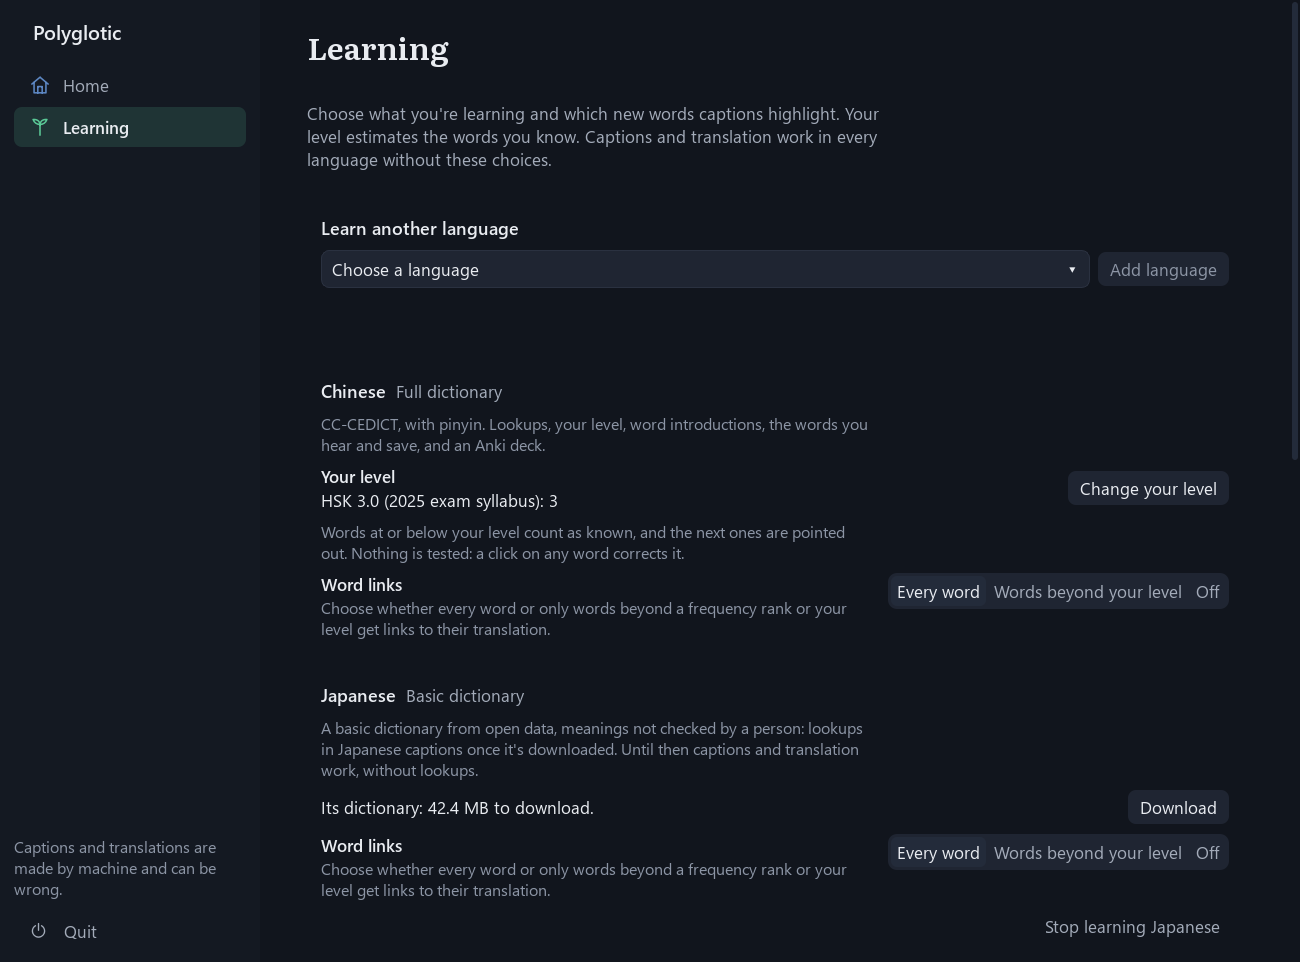 Polyglotic
Home
Learning
Captions and translations are
made by machine and can be
wrong.
Quit
Learning
Choose what you're learning and which new words captions highlight. Your
level estimates the words you know. Captions and translation work in every
language without these choices.
Learn another language
Choose a language
Add language
Chinese Full dictionary
CC-CEDICT, with pinyin. Lookups, your level, word introductions, the words you
hear and save, and an Anki deck.
Your level
HSK 3.0 (2025 exam syllabus): 3
Change your level
Words at or below your level count as known, and the next ones are pointed
out. Nothing is tested: a click on any word corrects it.
Word links
Choose whether every word or only words beyond a frequency rank or your
level get links to their translation.
Every word Words beyond your level Off
Japanese Basic dictionary
A basic dictionary from open data, meanings not checked by a person: lookups
in Japanese captions once it's downloaded. Until then captions and translation
work, without lookups.
Its dictionary: 42.4 MB to download.
Download
Word links
Choose whether every word or only words beyond a frequency rank or your
level get links to their translation.
Every word Words beyond your level Off
Stop learning Japanese